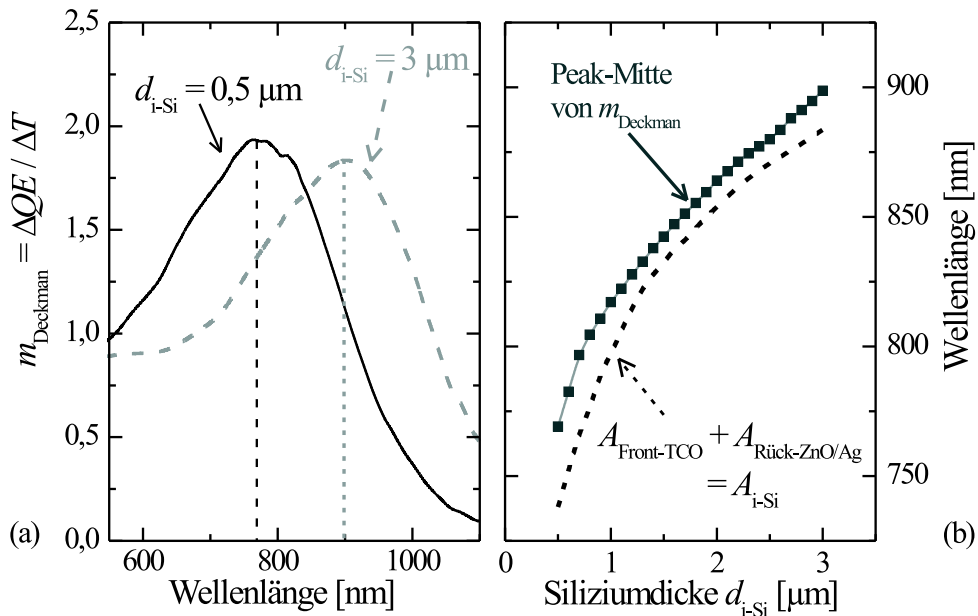 2,5
2,0
1,5
1,0
0,5
0,0
m_Deckman = ΔQE / ΔT
d_i-Si = 3 μm
d_i-Si = 0,5 μm
(a)
600
800
1000
Wellenlänge [nm]
Peak-Mitte
von m_Deckman
A_Front-TCO + A_Rück-ZnO/Ag
= A_i-Si
900
850
800
750
Wellenlänge [nm]
0
1
2
3
Siliziumdicke d_i-Si [μm]
(b)